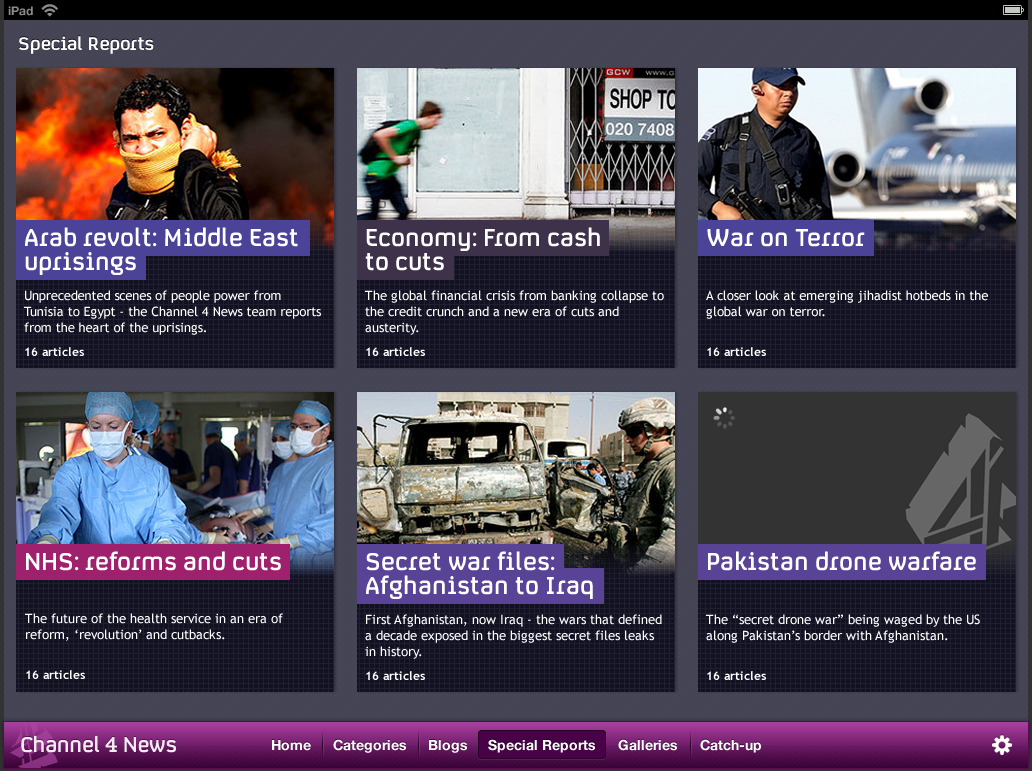 iPad
Special Reports
GCW www.g
SHOP TO
020 7408
Arab revolt: Middle East
uprisings
Unprecedented scenes of people power from
Tunisia to Egypt - the Channel 4 News team reports
from the heart of the uprisings.
16 articles
Economy: From cash
to cuts
The global financial crisis from banking collapse to
the credit crunch and a new era of cuts and
austerity.
16 articles
War on Terror
A closer look at emerging jihadist hotbeds in the
global war on terror.
16 articles
NHS: reforms and cuts
The future of the health service in an era of
reform, ‘revolution’ and cutbacks.
16 articles
Secret war files:
Afghanistan to Iraq
First Afghanistan, now Iraq - the wars that defined
a decade exposed in the biggest secret files leaks
in history.
16 articles
4
Pakistan drone warfare
The “secret drone war” being waged by the US
along Pakistan’s border with Afghanistan.
16 articles
Channel 4 News
Home Categories Blogs Special Reports Galleries Catch-up